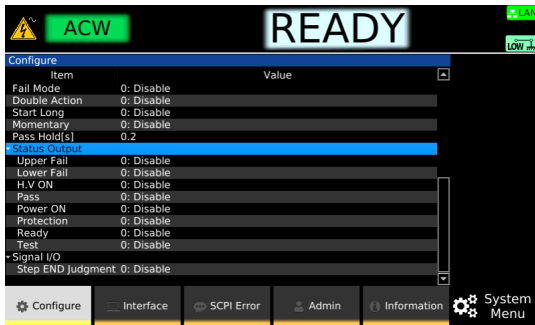 LAN
ACW
READY
LOW
Configure
Item Value
Fail Mode 0: Disable
Double Action 0: Disable
Start Long 0: Disable
Momentary 0: Disable
Pass Hold[s] 0.2
Status Output
Upper Fail 0: Disable
Lower Fail 0: Disable
H.V ON 0: Disable
Pass 0: Disable
Power ON 0: Disable
Protection 0: Disable
Ready 0: Disable
Test 0: Disable
Signal I/O
Step END Judgment 0: Disable
Configure Interface SCPI Error Admin Information System Menu